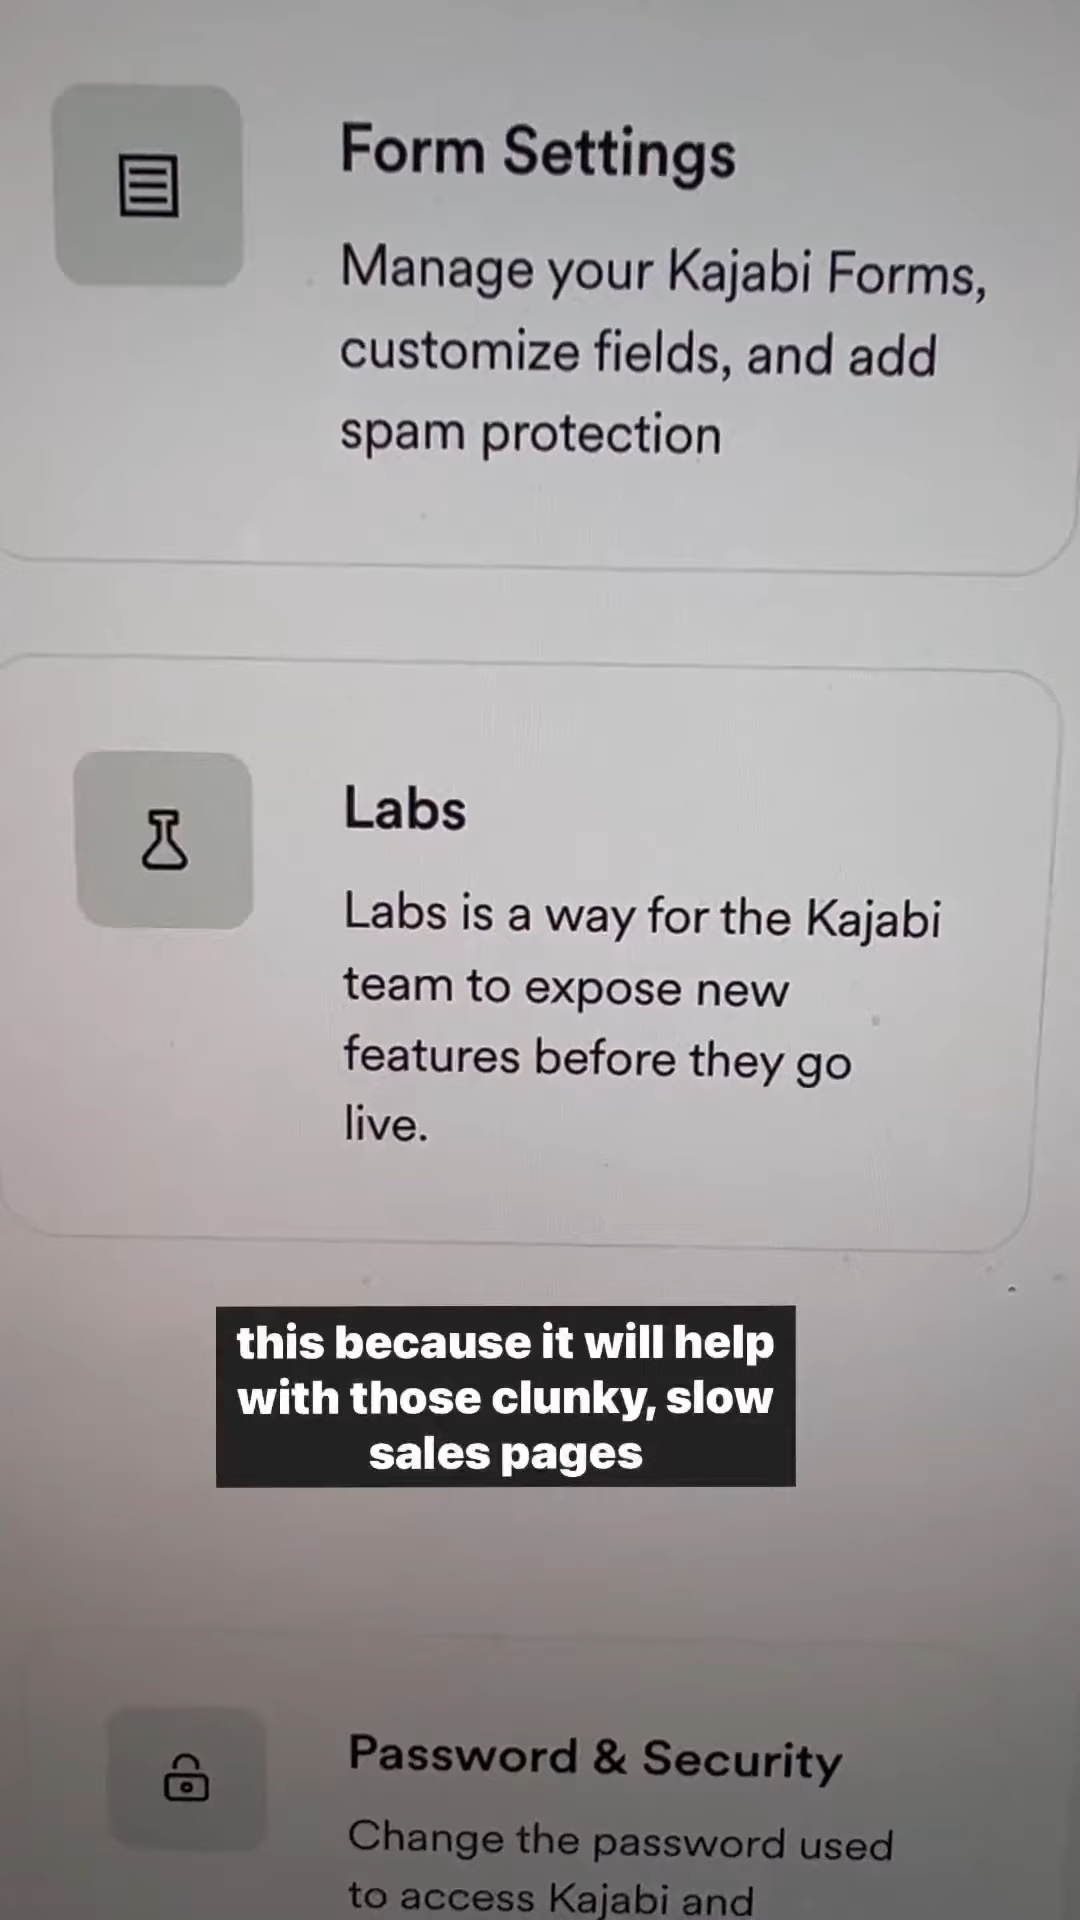 Form Settings
Manage your Kajabi Forms,
customize fields, and add
spam protection
Labs
Labs is a way for the Kajabi
team to expose new
features before they go
live.
this because it will help
with those clunky, slow
sales pages
Password & Security
Change the password used
to access Kajabi and